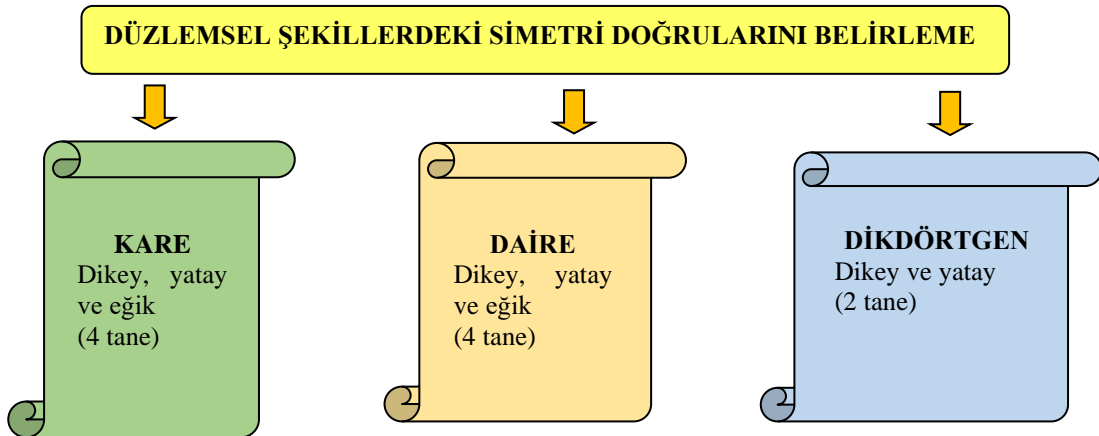 DÜZLEMSEL ŞEKİLLERDEKİ SİMETRİ DOĞRULARINI BELİRLEME
KARE
Dikey, yatay
ve eğik
(4 tane)
DAİRE
Dikey, yatay
ve eğik
(4 tane)
DİKDÖRTGEN
Dikey ve yatay
(2 tane)